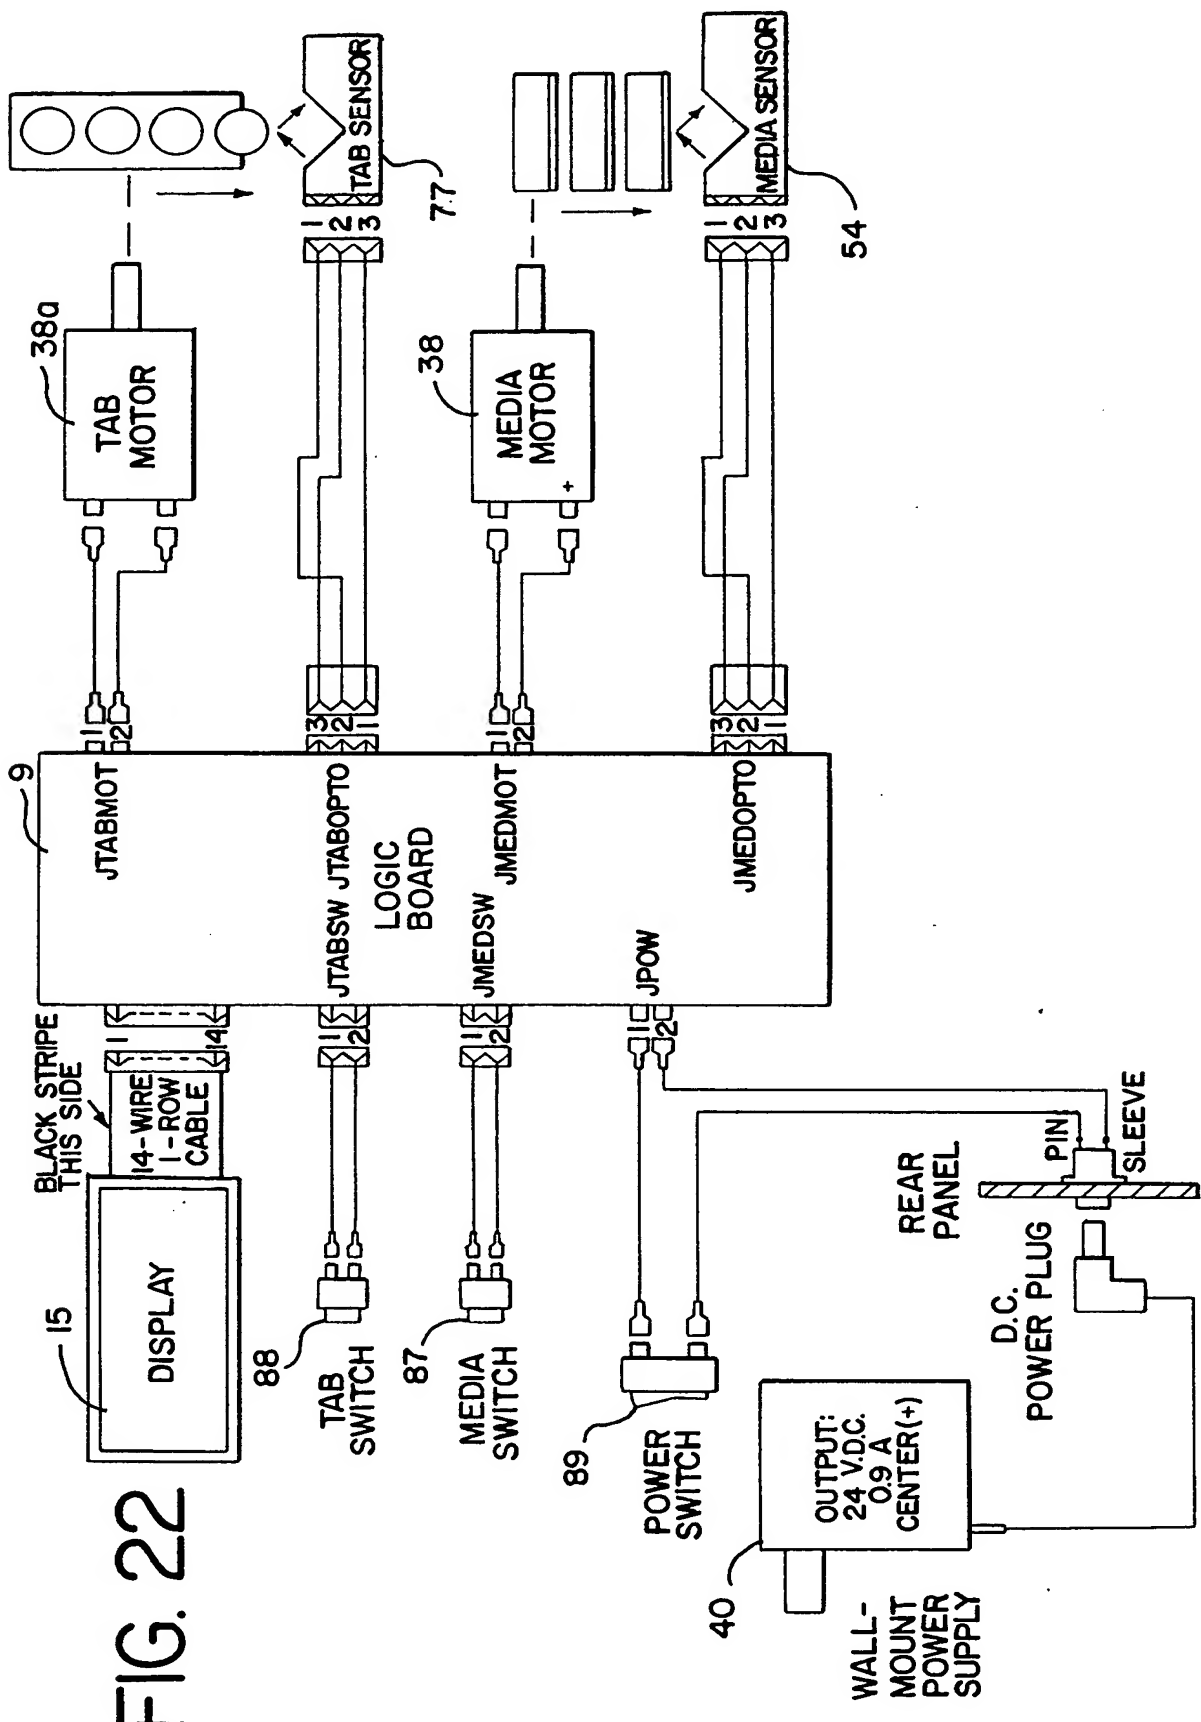 FIG. 22
15
DISPLAY
BLACK STRIPE
THIS SIDE
14-WIRE
1-ROW
CABLE
1
14
9
JTABMOT
1
2
38a
TAB
MOTOR
88
TAB
SWITCH
1
2
JTABSW JTABOPTO
3
2
1
1
2
3
TAB SENSOR
77
LOGIC
BOARD
87
MEDIA
SWITCH
1
2
JMEDSW
JMEDMOT
1
2
38
MEDIA
MOTOR
+
89
POWER
SWITCH
1
2
JPOW
JMEDOPTO
3
2
1
1
2
3
MEDIA SENSOR
54
40
WALL-
MOUNT
POWER
SUPPLY
OUTPUT:
24 V.D.C.
0.9 A
CENTER(+)
D.C.
POWER PLUG
REAR
PANEL
PIN
SLEEVE